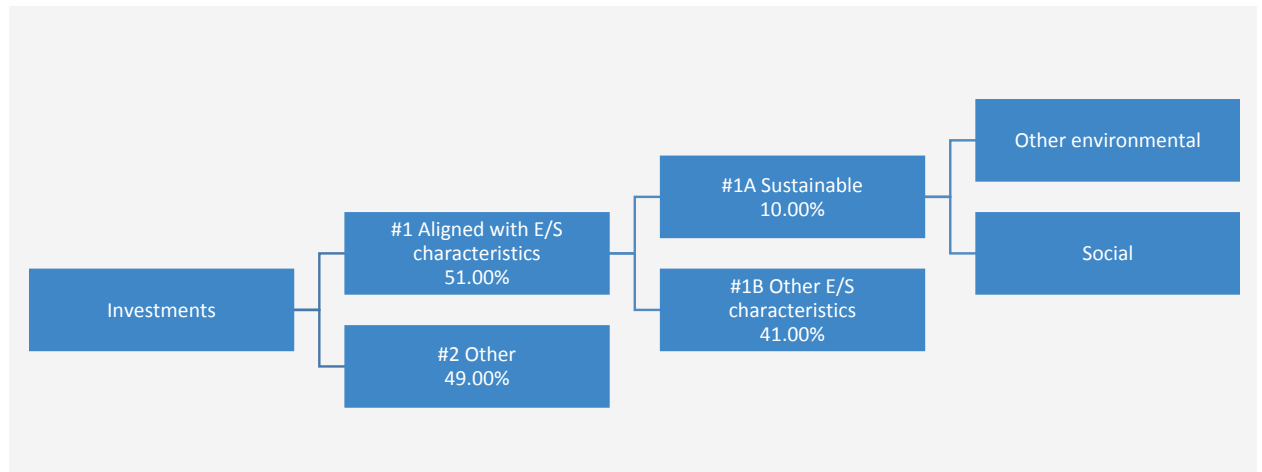 Investments
#1 Aligned with E/S
characteristics
51.00%
#2 Other
49.00%
#1A Sustainable
10.00%
#1B Other E/S
characteristics
41.00%
Other environmental
Social